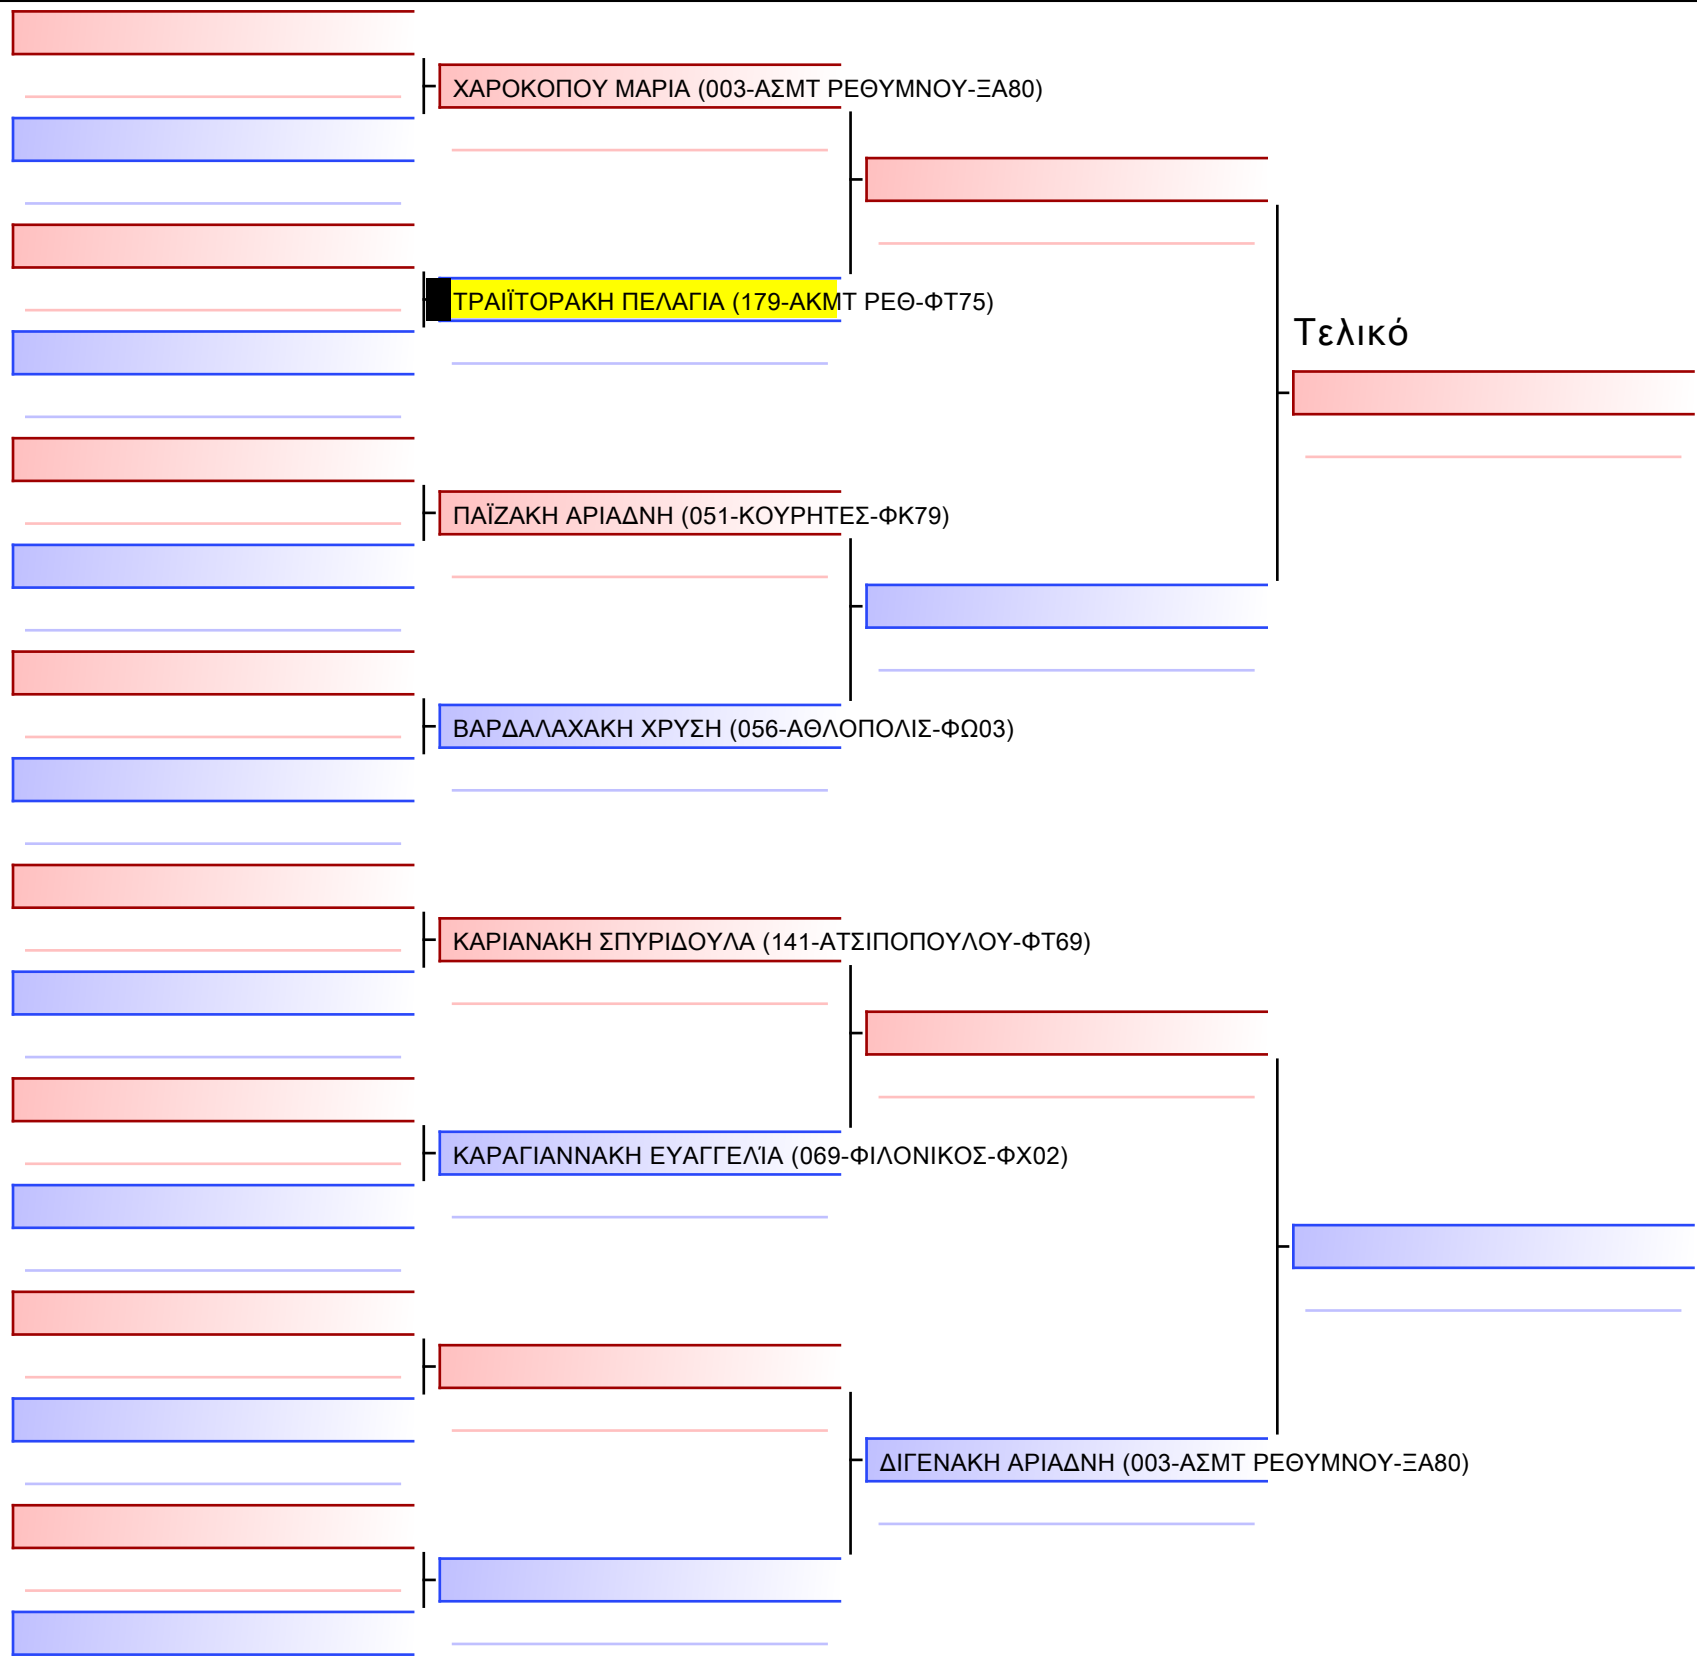 ΧΑΡΟΚΟΠΟΥ ΜΑΡΙΑ (003-ΑΣΜΤ ΡΕΘΥΜΝΟΥ-ΞΑ80)
ΤΡΑΙΪΤΟΡΑΚΗ ΠΕΛΑΓΙΑ (179-ΑΚΜΤ ΡΕΘ-ΦΤ75)
Τελικό
ΠΑΪΖΑΚΗ ΑΡΙΑΔΝΗ (051-ΚΟΥΡΗΤΕΣ-ΦΚ79)
ΒΑΡΔΑΛΑΧΑΚΗ ΧΡΥΣΗ (056-ΑΘΛΟΠΟΛΙΣ-ΦΩ03)
ΚΑΡΙΑΝΑΚΗ ΣΠΥΡΙΔΟΥΛΑ (141-ΑΤΣΙΠΟΠΟΥΛΟΥ-ΦΤ69)
ΚΑΡΑΓΙΑΝΝΑΚΗ ΕΥΑΓΓΕΛΊΑ (069-ΦΙΛΟΝΙΚΟΣ-ΦΧ02)
ΔΙΓΕΝΑΚΗ ΑΡΙΑΔΝΗ (003-ΑΣΜΤ ΡΕΘΥΜΝΟΥ-ΞΑ80)